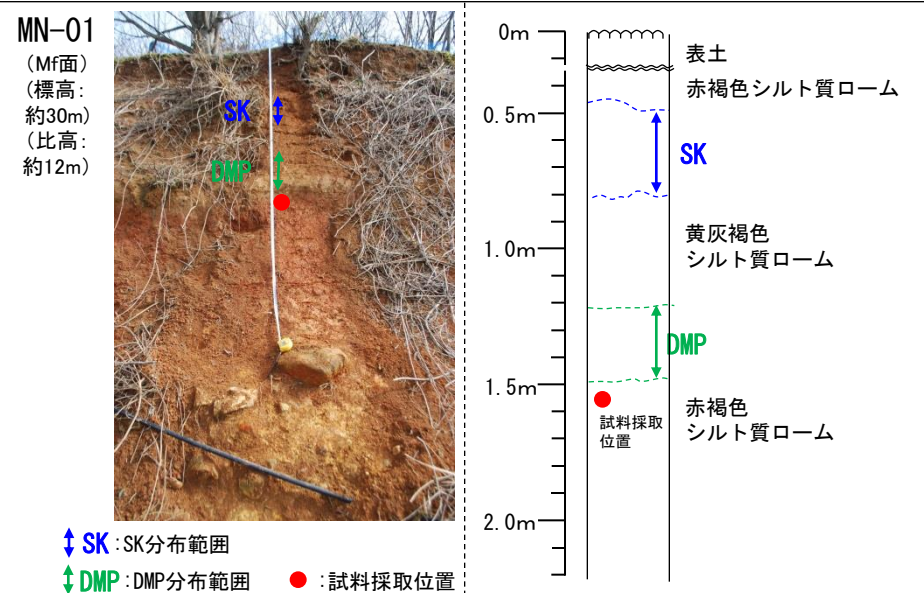 MN-01
(Mf面)
(標高:
約30m)
(比高:
約12m)
SK
DMP
0m
表土
赤褐色シルト質ローム
0.5m
SK
黄灰褐色
シルト質ローム
1.0m
DMP
1.5m
赤褐色
シルト質ローム
試料採取
位置
2.0m
SK:SK分布範囲
DMP:DMP分布範囲
:試料採取位置